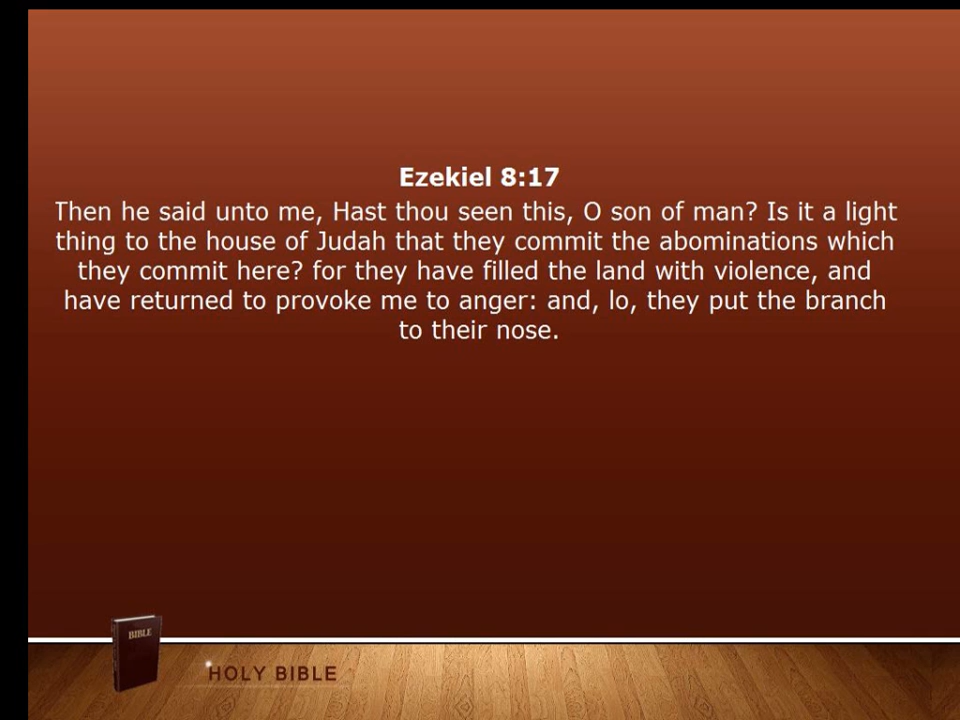 Ezekiel 8:17
Then he said unto me, Hast thou seen this, O son of man? Is it a light
thing to the house of Judah that they commit the abominations which
they commit here? for they have filled the land with violence, and
have returned to provoke me to anger: and, lo, they put the branch
to their nose.
BIBLE
HOLY BIBLE